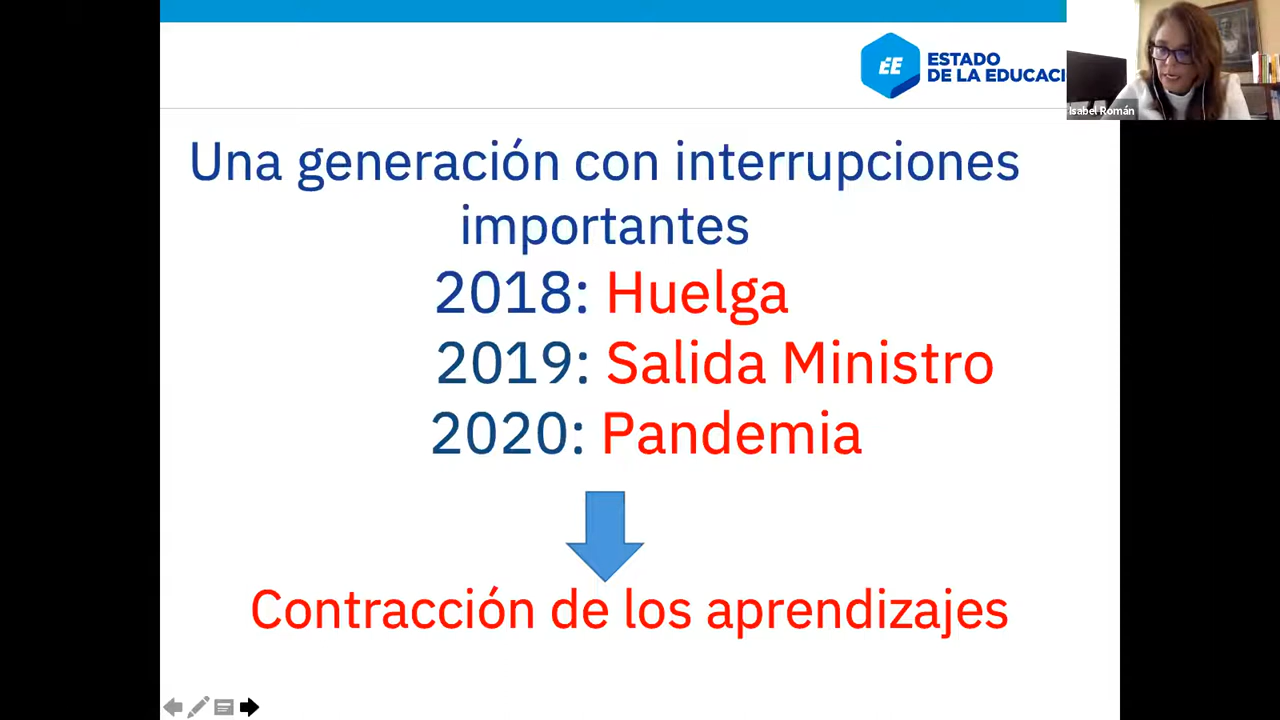 ÉE
ESTADO
DE LA EDUCACI
Isabel Román
Una generación con interrupciones
importantes
2018: Huelga
2019: Salida Ministro
2020: Pandemia
Contracción de los aprendizajes